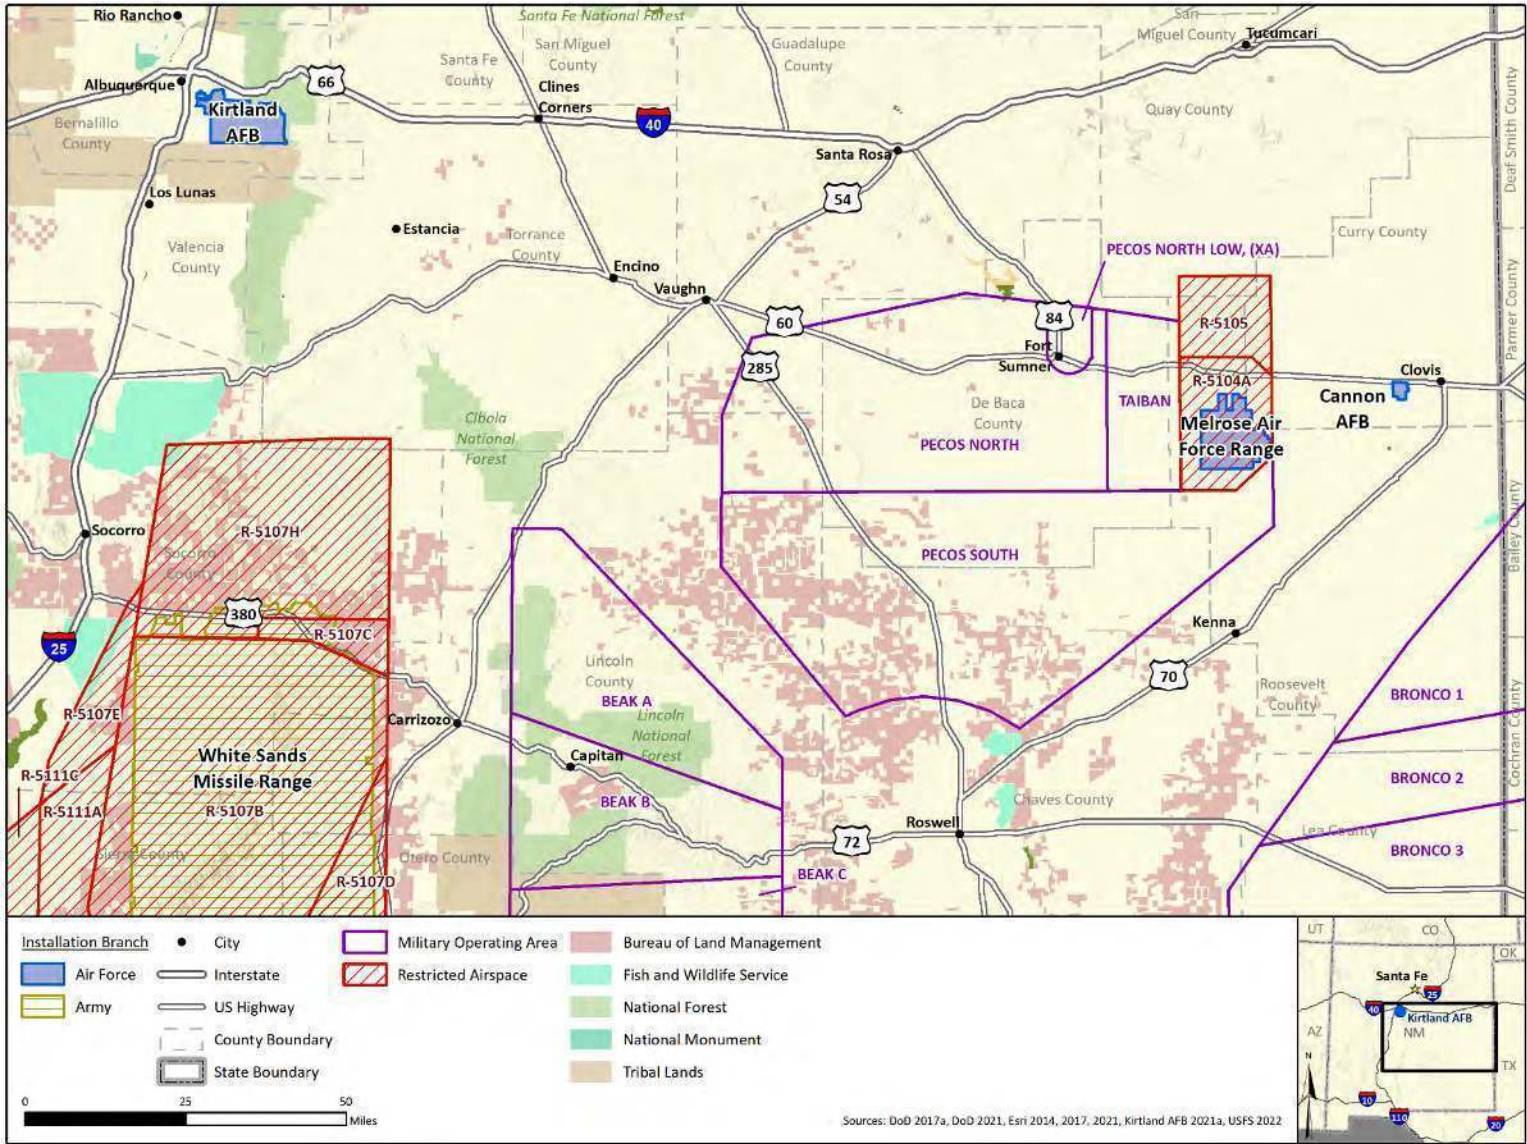 Rio Rancho
Santa Fe National Forest
San
Miguel County
Tucumcari
Santa Fe
County
San Miguel
County
Guadalupe
County
Albuquerque
66
Clines
Corners
Kirtland
AFB
40
Quay County
Bernalillo
County
Santa Rosa
Deaf Smith County
Los Lunas
54
Estancia
Torrance
County
Curry County
Valencia
County
PECOS NORTH LOW, (XA)
Encino
Vaughn
60
84
R-5105
Parmer County
Fort
Sumner
285
R-5104A
Clovis
Cannon
AFB
TAIBAN
De Baca
County
Cibola
National
Forest
PECOS NORTH
Melrose Air
Force Range
Socorro
R-5107H
Socorro
County
PECOS SOUTH
Bailey County
380
R-5107C
Kenna
25
Lincoln
County
70
BEAK A
Roosevelt
County
BRONCO 1
R-5107E
Carrizozo
Lincoln
National
Forest
Cochran County
White Sands
Missile Range
Capitan
R-5111C
BRONCO 2
R-5111A
R-5107B
BEAK B
Chaves County
Roswell
72
Lea County
Sierra County
Otero County
BRONCO 3
R-5107D
BEAK C
Installation Branch
Air Force
Army
City
Interstate
US Highway
County Boundary
State Boundary
Military Operating Area
Restricted Airspace
Bureau of Land Management
Fish and Wildlife Service
National Forest
National Monument
Tribal Lands
0 25 50
Miles
Sources: DoD 2017a, DoD 2021, Esri 2014, 2017, 2021, Kirtland AFB 2021a, USFS 2022
UT
CO
OK
Santa Fe
25
40
Kirtland AFB
AZ
NM
TX
N
10
110
20